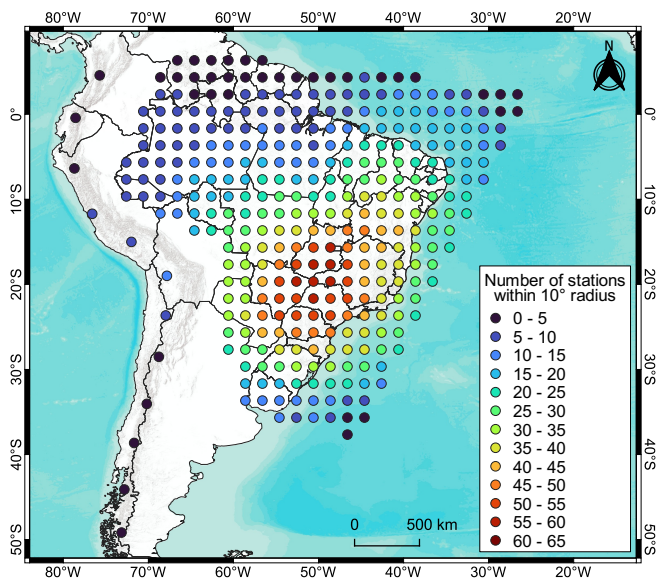 80°W 70°W 60°W 50°W 40°W 30°W 20°W
N
0° 0°
10°S 10°S
20°S 20°S
Number of stations
within 10° radius
0 - 5
5 - 10
10 - 15
15 - 20
20 - 25
25 - 30
30 - 35
35 - 40
40 - 45
45 - 50
50 - 55
55 - 60
60 - 65
30°S 30°S
40°S 40°S
50°S 50°S
0 500 km
80°W 70°W 60°W 50°W 40°W 30°W 20°W